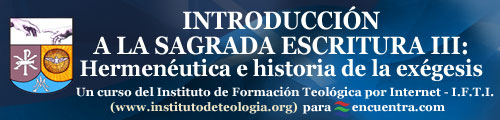 INTRODUCCIÓN
A LA SAGRADA ESCRITURA III:
Hermenéutica e historia de la exégesis
Un curso del Instituto de Formación Teológica por Internet - I.F.T.I.
(www.institutodeteologia.org) para encuentra.com